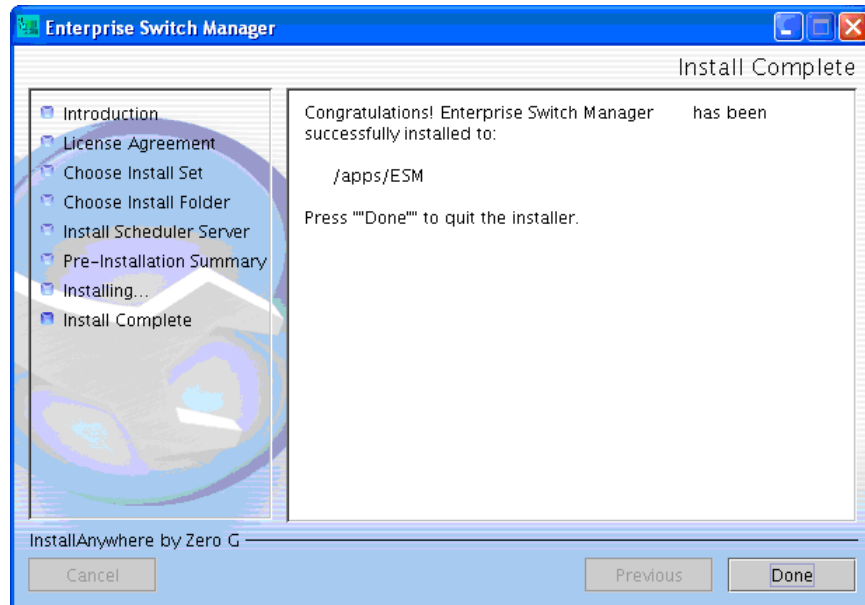 Enterprise Switch Manager
Install Complete
Introduction
License Agreement
Choose Install Set
Choose Install Folder
Install Scheduler Server
Pre-Installation Summary
Installing...
Install Complete
Congratulations! Enterprise Switch Manager has been
successfully installed to:
/apps/ESM
Press ""Done"" to quit the installer.
InstallAnywhere by Zero G
Cancel
Previous
Done